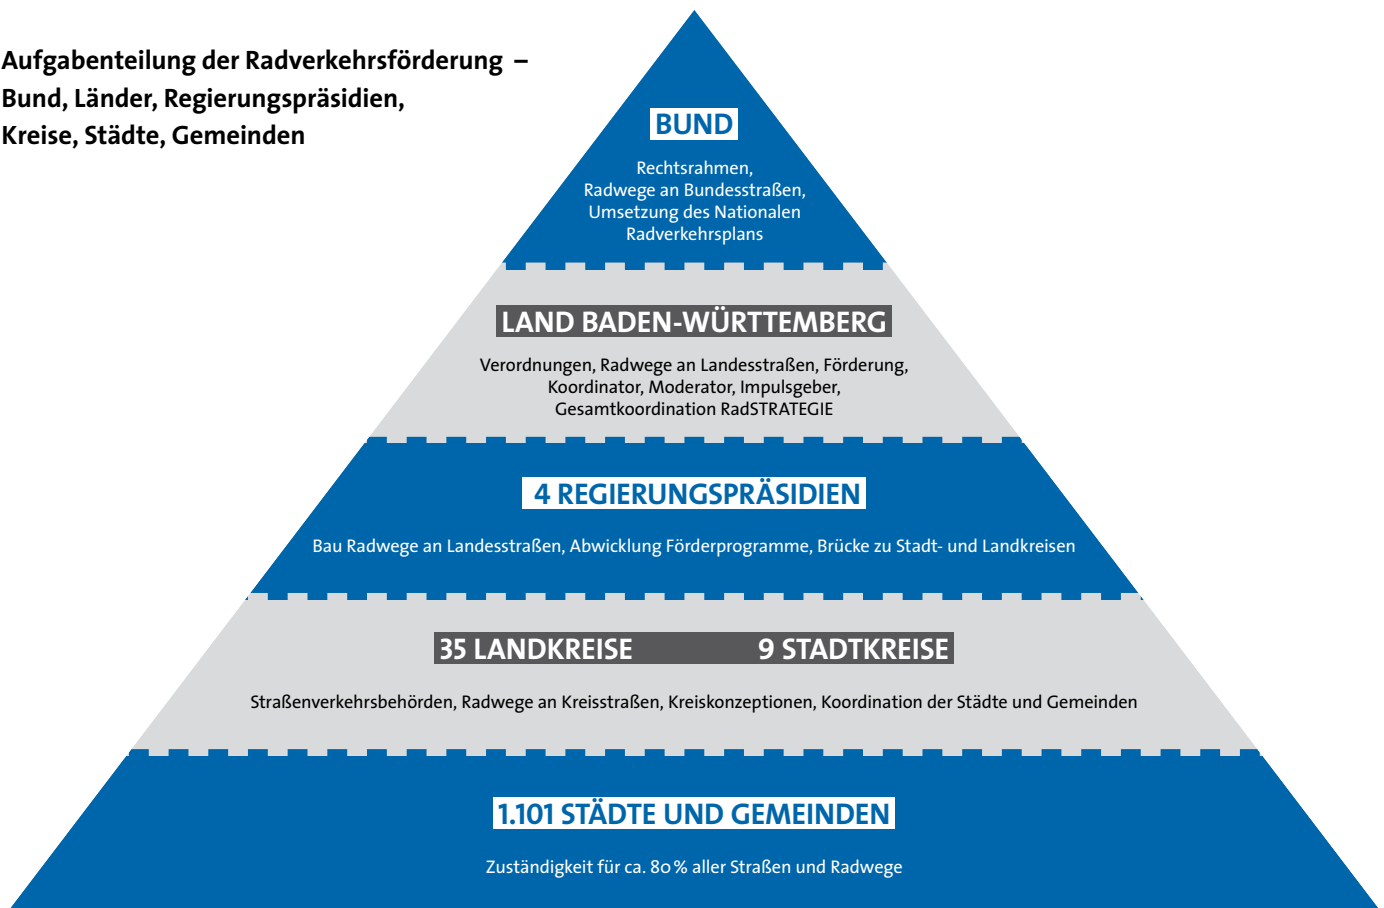 Aufgabenteilung der Radverkehrsförderung –
Bund, Länder, Regierungspräsidien,
Kreise, Städte, Gemeinden
BUND
Rechtsrahmen,
Radwege an Bundesstraßen,
Umsetzung des Nationalen
Radverkehrsplans
LAND BADEN-WÜRTTEMBERG
Verordnungen, Radwege an Landesstraßen, Förderung,
Koordinator, Moderator, Impulsgeber,
Gesamtkoordination RadSTRATEGIE
4 REGIERUNGSPRÄSIDIEN
Bau Radwege an Landesstraßen, Abwicklung Förderprogramme, Brücke zu Stadt- und Landkreisen
35 LANDKREISE 9 STADTKREISE
Straßenverkehrsbehörden, Radwege an Kreisstraßen, Kreiskonzeptionen, Koordination der Städte und Gemeinden
1.101 STÄDTE UND GEMEINDEN
Zuständigkeit für ca. 80 % aller Straßen und Radwege